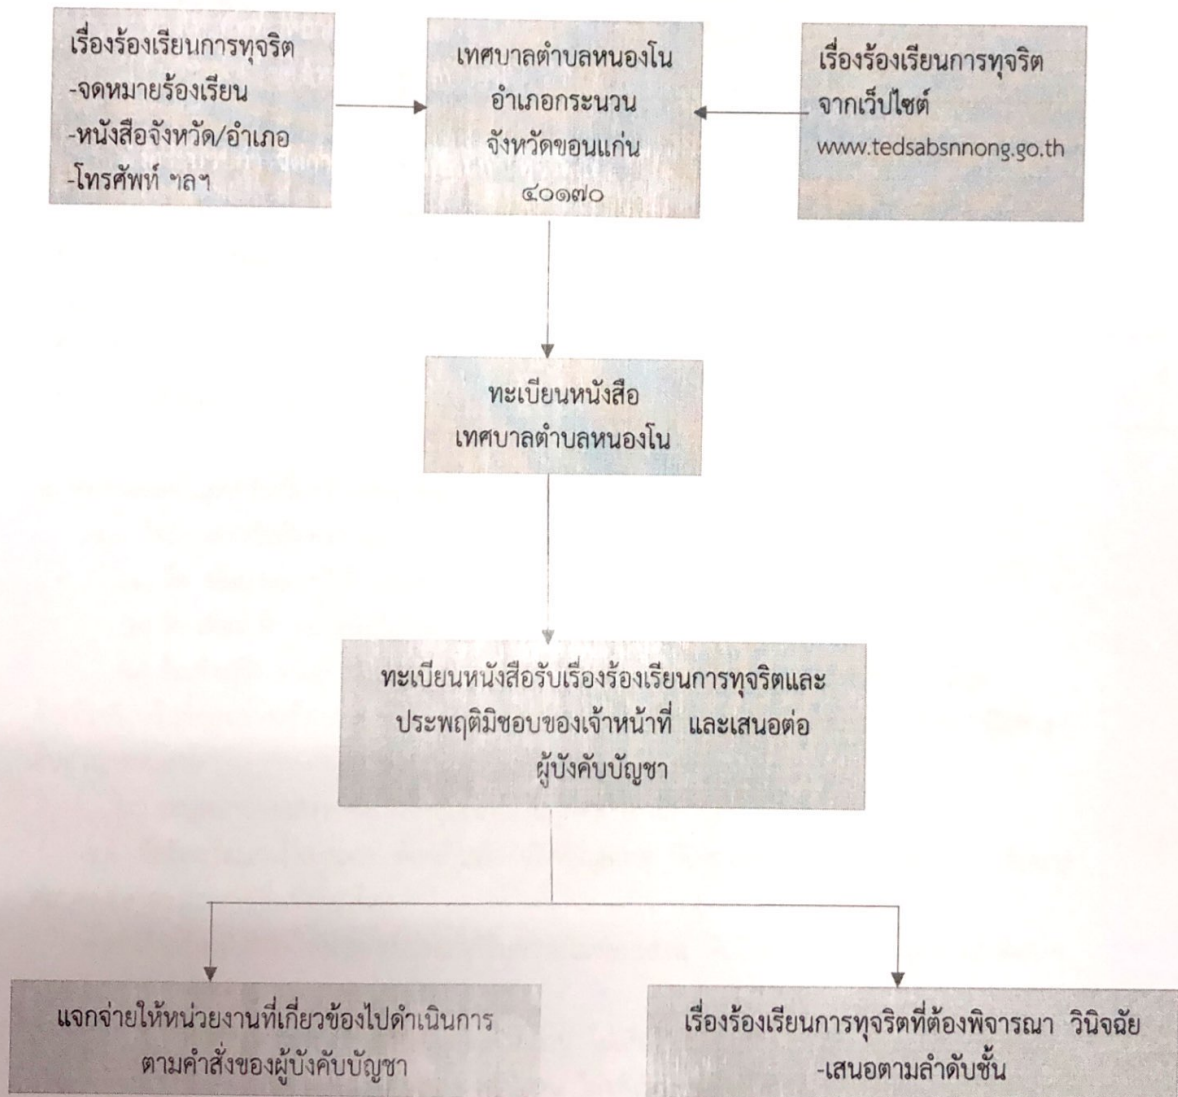 เรื่องร้องเรียนการทุจริต
-จดหมายร้องเรียน
-หนังสือจังหวัด/อำเภอ
-โทรศัพท์ ฯลฯ
เทศบาลตำบลหนองโน
อำเภอกระนวน
จังหวัดขอนแก่น
๔๐๑๗๐
เรื่องร้องเรียนการทุจริต
จากเว็ปไซต์
www.tedsabsnnong.go.th
ทะเบียนหนังสือ
เทศบาลตำบลหนองโน
ทะเบียนหนังสือรับเรื่องร้องเรียนการทุจริตและ
ประพฤติมิชอบของเจ้าหน้าที่ และเสนอต่อ
ผู้บังคับบัญชา
แจกจ่ายให้หน่วยงานที่เกี่ยวข้องไปดำเนินการ
ตามคำสั่งของผู้บังคับบัญชา
เรื่องร้องเรียนการทุจริตที่ต้องพิจารณา วินิจฉัย
-เสนอตามลำดับชั้น